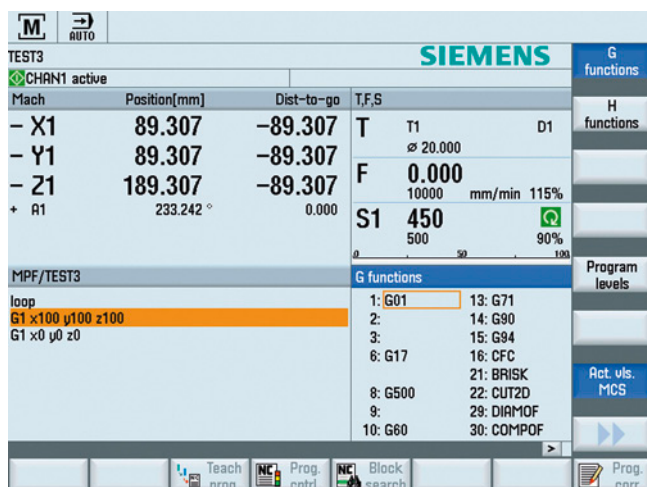 M
AUTO
TEST3
SIEMENS
G functions
CHAN1 active
Mach Position[mm] Dist-to-go
T,F,S
H functions
- X1 89.307 -89.307
T T1 D1
ø 20.000
- Y1 89.307 -89.307
F 0.000
10000 mm/min 115%
- Z1 189.307 -89.307
+ A1 233.242 ° 0.000
S1 450
500 90%
0 50 100
MPF/TEST3
G functions
Program levels
loop
G1 x100 y100 z100
G1 x0 y0 z0
1: G01 13: G71
2: 14: G90
3: 15: G94
6: G17 16: CFC
21: BRISK
8: G500 22: CUT2D
9: 29: DIAMOF
10: G60 30: COMPOF
>
Act. vls. MCS
Teach prog.
NC Prog. cntrl.
NC Block search
Prog. corr.